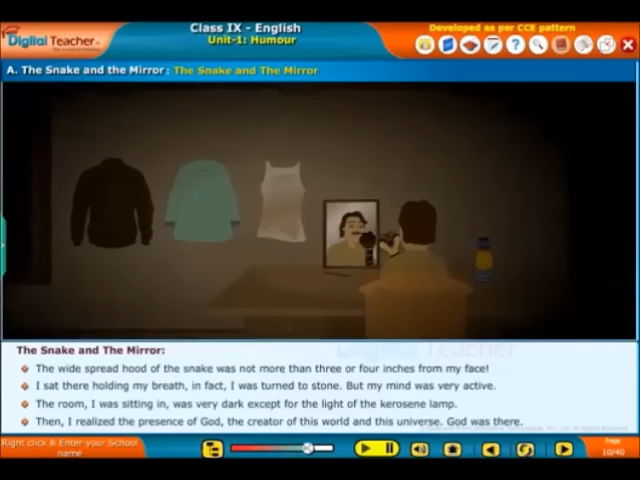 Digital Teacher
Class IX - English
Unit-1: Humour
Developed as per CCE pattern
A. The Snake and the Mirror: The Snake and The Mirror
The Snake and The Mirror:
The wide spread hood of the snake was not more than three or four inches from my face!
I sat there holding my breath, in fact, I was turned to stone. But my mind was very active.
The room, I was sitting in, was very dark except for the light of the kerosene lamp.
Then, I realized the presence of God, the creator of this world and this universe. God was there.
Right click & Enter your School
name
Page
10/40